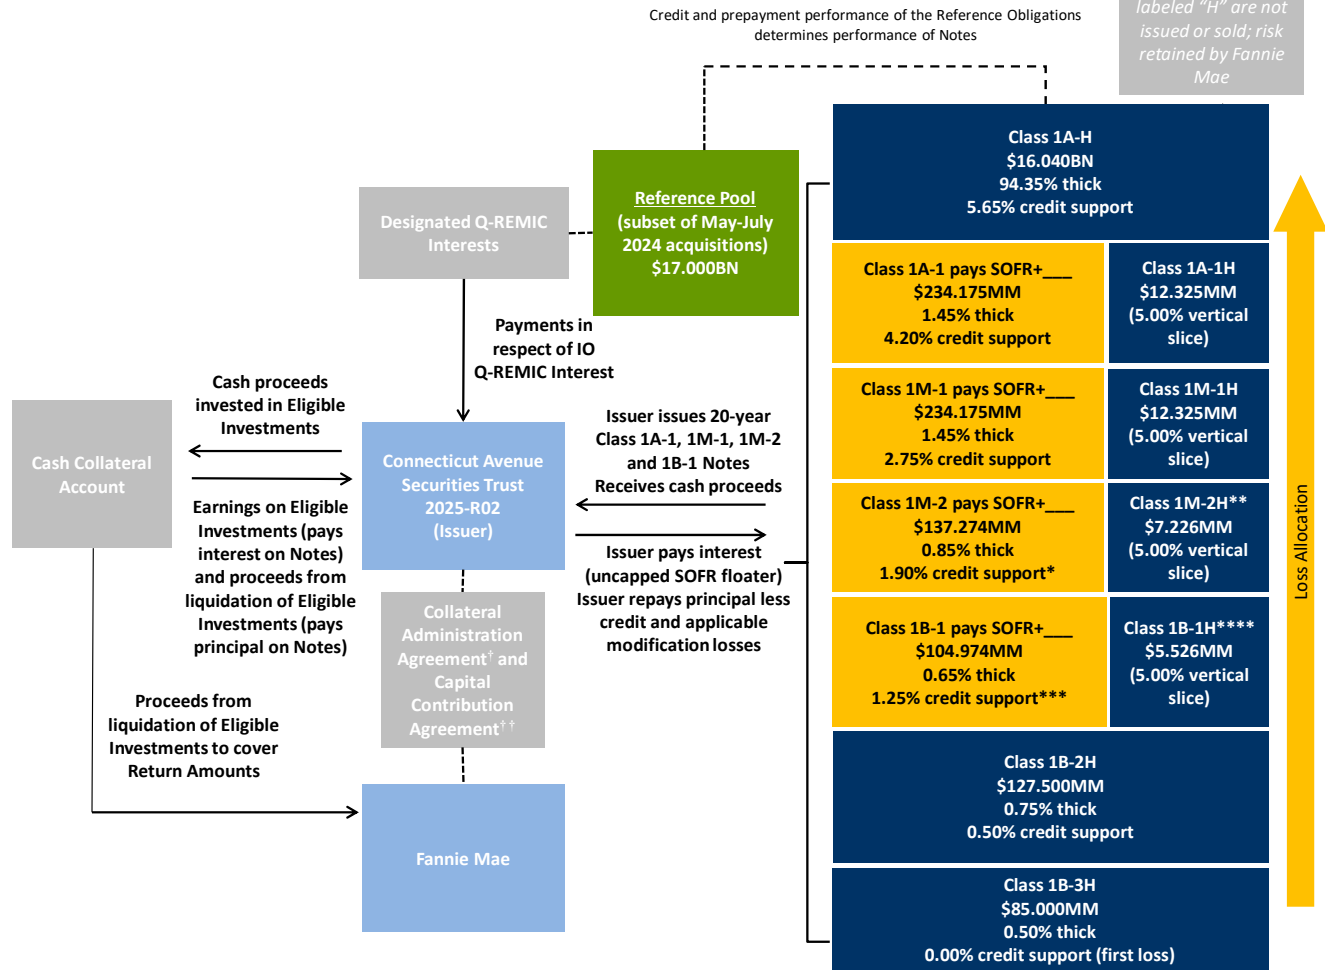 Credit and prepayment performance of the Reference Obligations
determines performance of Notes
labeled “H” are not
issued or sold; risk
retained by Fannie
Mae
Designated Q-REMIC
Interests
Reference Pool
(subset of May-July
2024 acquisitions)
$17.000BN
Class 1A-H
$16.040BN
94.35% thick
5.65% credit support
Class 1A-1 pays SOFR+___
$234.175MM
1.45% thick
4.20% credit support
Class 1A-1H
$12.325MM
(5.00% vertical
slice)
Payments in
respect of IO
Q-REMIC Interest
Cash proceeds
invested in Eligible
Investments
Cash Collateral
Account
Connecticut Avenue
Securities Trust
2025-R02
(Issuer)
Issuer issues 20-year
Class 1A-1, 1M-1, 1M-2
and 1B-1 Notes
Receives cash proceeds
Class 1M-1 pays SOFR+___
$234.175MM
1.45% thick
2.75% credit support
Class 1M-1H
$12.325MM
(5.00% vertical
slice)
Earnings on Eligible
Investments (pays
interest on Notes)
and proceeds from
liquidation of Eligible
Investments (pays
principal on Notes)
Issuer pays interest
(uncapped SOFR floater)
Issuer repays principal less
credit and applicable
modification losses
Class 1M-2 pays SOFR+___
$137.274MM
0.85% thick
1.90% credit support*
Class 1M-2H**
$7.226MM
(5.00% vertical
slice)
Loss Allocation
Collateral
Administration
Agreement† and
Capital
Contribution
Agreement††
Class 1B-1 pays SOFR+___
$104.974MM
0.65% thick
1.25% credit support***
Class 1B-1H****
$5.526MM
(5.00% vertical
slice)
Proceeds from
liquidation of Eligible
Investments to cover
Return Amounts
Fannie Mae
Class 1B-2H
$127.500MM
0.75% thick
0.50% credit support
Class 1B-3H
$85.000MM
0.50% thick
0.00% credit support (first loss)